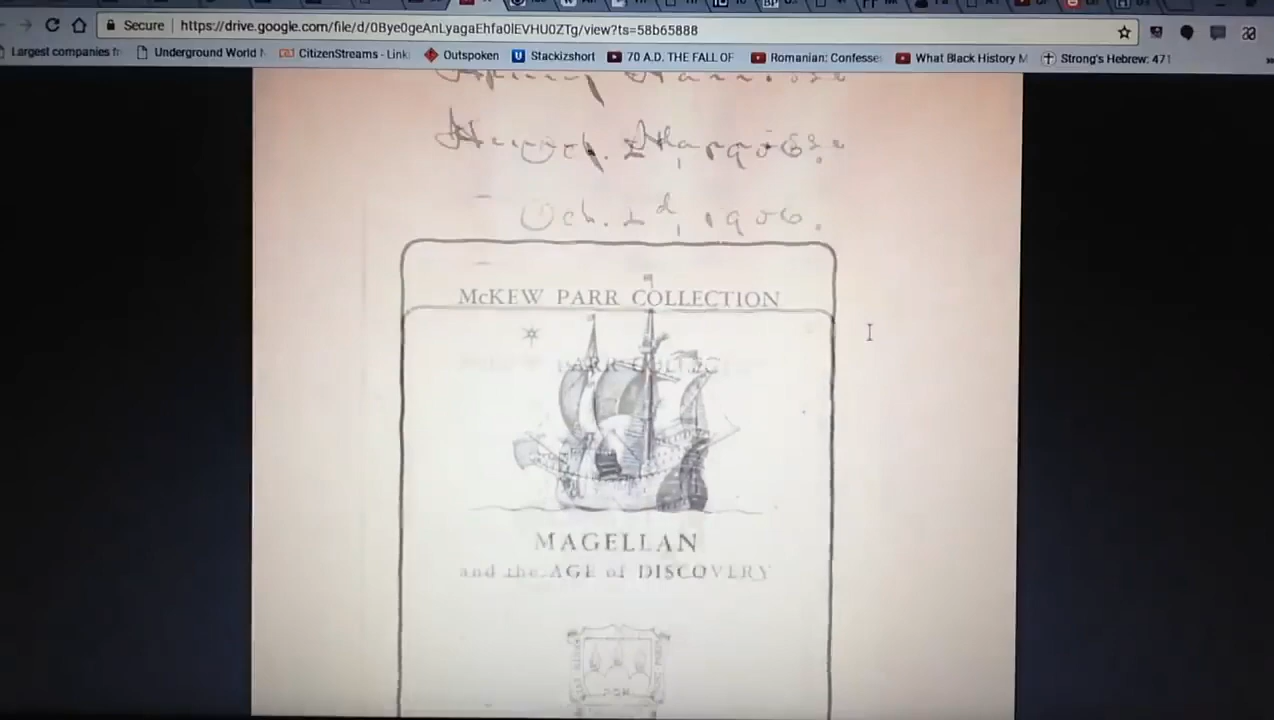 Secure | https://drive.google.com/file/d/0Bye0geAnLyagaEhfa0lEVHU0ZTg/view?ts=58b65888
Largest companies fr Underground World N CitizenStreams - Link Outspoken Stackizshort 70 A.D. THE FALL OF Romanian: Confesse What Black History M Strong's Hebrew: 471
Oct. 2d, 1906.
McKEW PARR COLLECTION
MAGELLAN
and the AGE of DISCOVERY